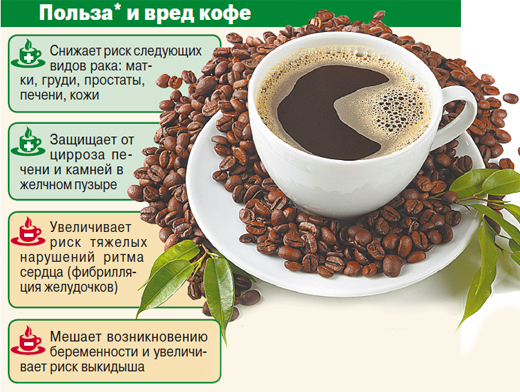 Польза* и вред кофе
Снижает риск следующих
видов рака: мат-
ки, груди, простаты,
печени, кожи
Защищает от
цирроза пе-
чени и камней в
желчном пузыре
Увеличивает
риск тяжелых
нарушений ритма
сердца (фибрилля-
ция желудочков)
Мешает возникновению
беременности и увеличи-
вает риск выкидыша